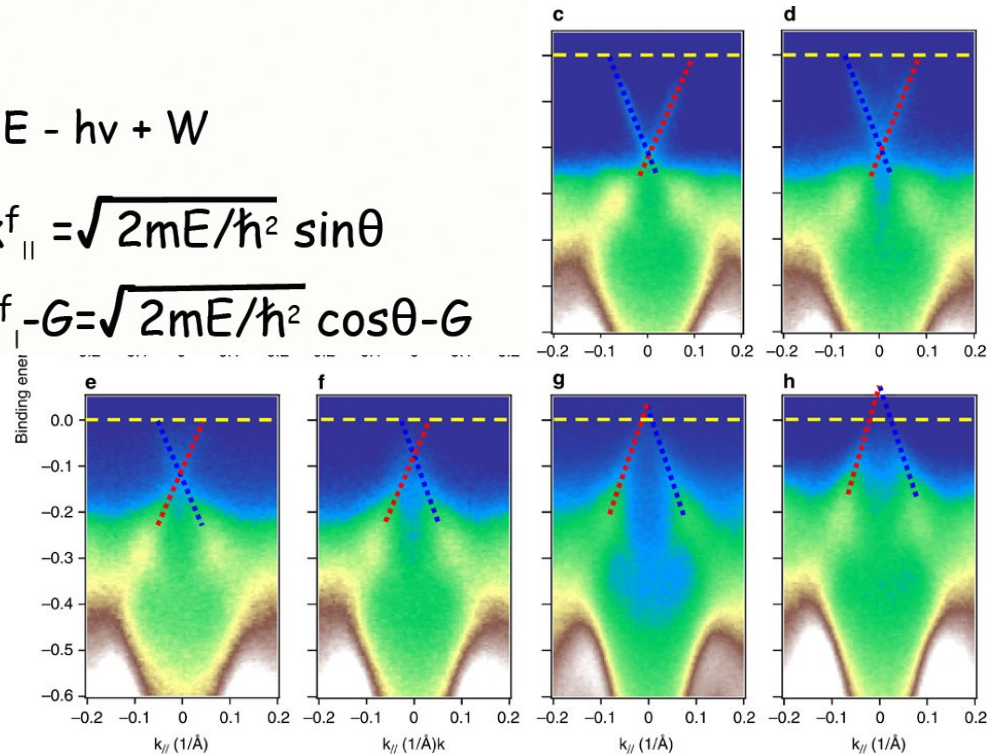 c d
E - hν + W
kᶠ|| = √2mE/ħ² sinθ
ᶠ|-G=√2mE/ħ² cosθ-G
−0.2 −0.1 0 0.1 0.2 −0.2 −0.1 0 0.1 0.2
e f g h
Binding ener
0.0
−0.1
−0.2
−0.3
−0.4
−0.5
−0.6
−0.2 −0.1 0 0.1 0.2 −0.2 −0.1 0 0.1 0.2 −0.2 −0.1 0 0.1 0.2 −0.2 −0.1 0 0.1 0.2
k// (1/Å) k// (1/Å)k k// (1/Å) k// (1/Å)